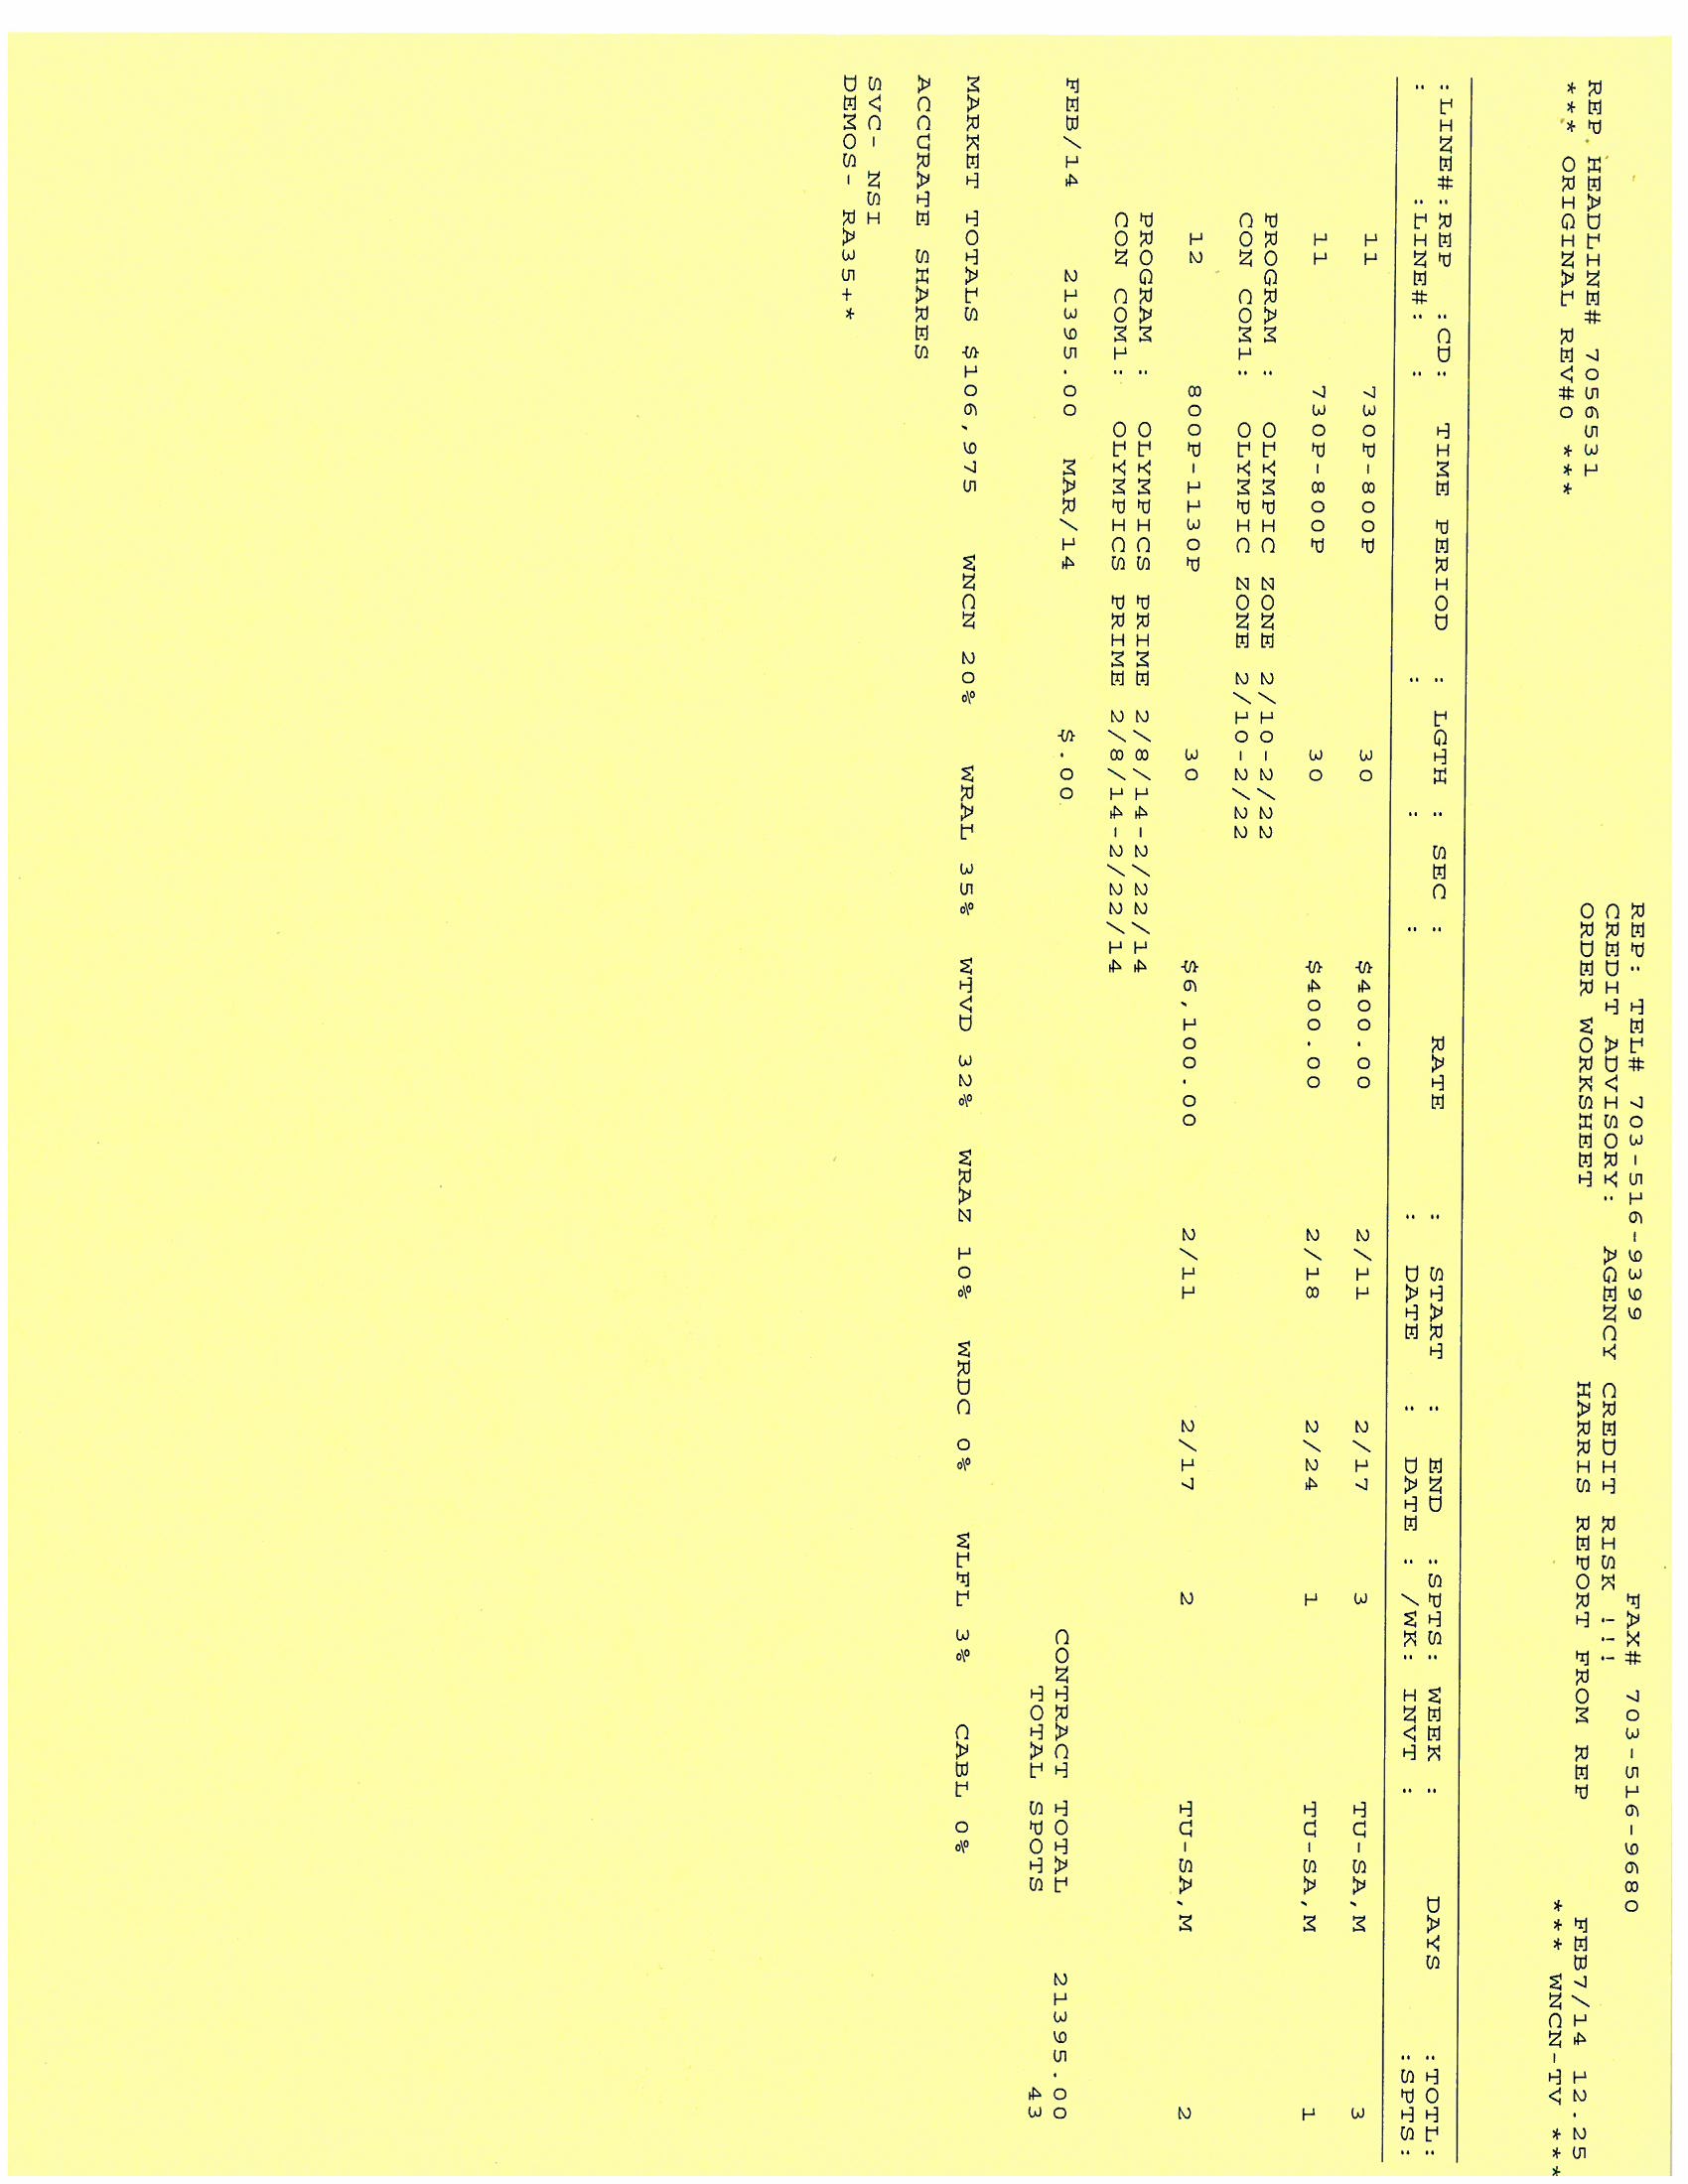 REP: TEL# 703-516-9399 FAX# 703-516-9680
CREDIT ADVISORY: AGENCY CREDIT RISK !!!
REP HEADLINE# 7056531 ORDER WORKSHEET HARRIS REPORT FROM REP FEB7/14 12.25
*** ORIGINAL REV#0 *** *** WNCN-TV ***
:LINE#:REP :CD: TIME PERIOD : LGTH : SEC : RATE : START : END :SPTS: WEEK : DAYS :TOTL:
: :LINE#: : : : : : DATE : DATE : /WK: INVT : :SPTS:
11 730P-800P 30 $400.00 2/11 2/17 3 TU-SA,M 3
11 730P-800P 30 $400.00 2/18 2/24 1 TU-SA,M 1
PROGRAM : OLYMPIC ZONE 2/10-2/22
CON COM1: OLYMPIC ZONE 2/10-2/22
12 800P-1130P 30 $6,100.00 2/11 2/17 2 TU-SA,M 2
PROGRAM : OLYMPICS PRIME 2/8/14-2/22/14
CON COM1: OLYMPICS PRIME 2/8/14-2/22/14
FEB/14 21395.00 MAR/14 $.00 CONTRACT TOTAL 21395.00
TOTAL SPOTS 43
MARKET TOTALS $106,975 WNCN 20% WRAL 35% WTVD 32% WRAZ 10% WRDC 0% WLFL 3% CABL 0%
ACCURATE SHARES
SVC- NSI
DEMOS- RA35+*